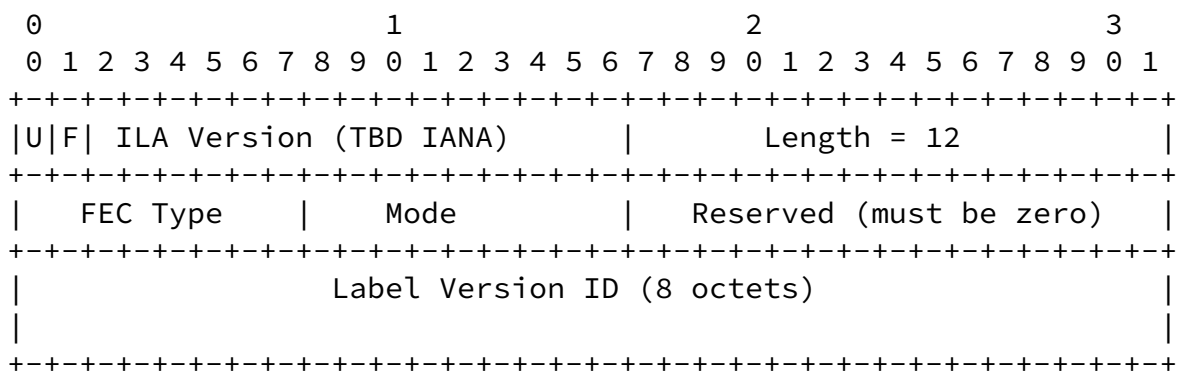 0                   1                   2                   3
 0 1 2 3 4 5 6 7 8 9 0 1 2 3 4 5 6 7 8 9 0 1 2 3 4 5 6 7 8 9 0 1
+-+-+-+-+-+-+-+-+-+-+-+-+-+-+-+-+-+-+-+-+-+-+-+-+-+-+-+-+-+-+-+-+
|U|F| ILA Version (TBD IANA)      |       Length = 12           |
+-+-+-+-+-+-+-+-+-+-+-+-+-+-+-+-+-+-+-+-+-+-+-+-+-+-+-+-+-+-+-+-+
|   FEC Type    |    Mode         |   Reserved (must be zero)   |
+-+-+-+-+-+-+-+-+-+-+-+-+-+-+-+-+-+-+-+-+-+-+-+-+-+-+-+-+-+-+-+-+
|                 Label Version ID (8 octets)                   |
|                                                               |
+-+-+-+-+-+-+-+-+-+-+-+-+-+-+-+-+-+-+-+-+-+-+-+-+-+-+-+-+-+-+-+-+